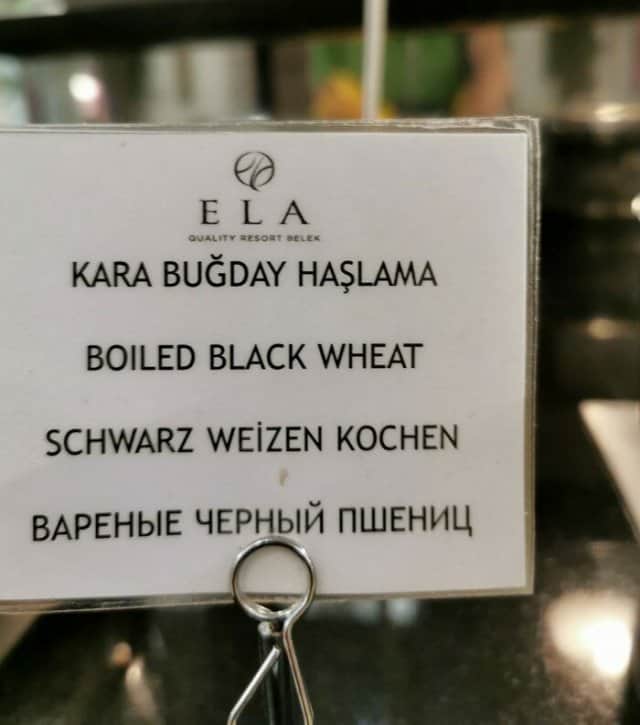 ELA
QUALITY RESORT BELEK
KARA BUĞDAY HAŞLAMA
BOILED BLACK WHEAT
SCHWARZ WEİZEN KOCHEN
ВАРЕНЫЕ ЧЕРНЫЙ ПШЕНИЦ